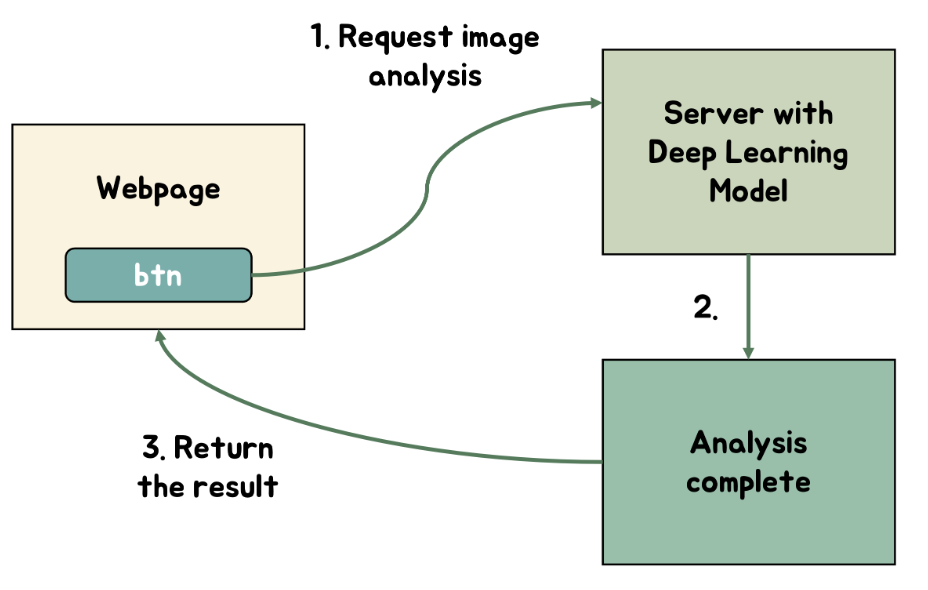 1. Request image
analysis
Server with
Deep Learning
Model
Webpage
btn
2.
Analysis
complete
3. Return
the result